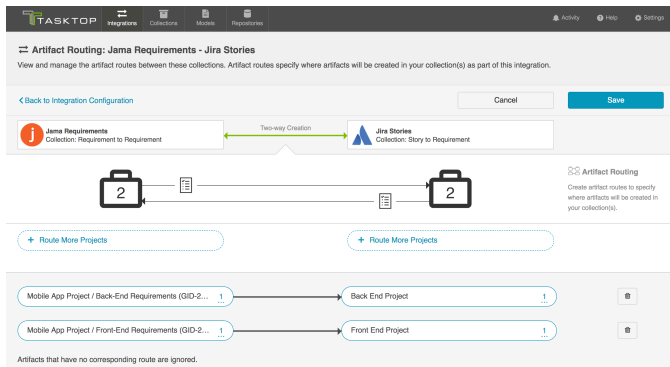 TASKTOP
Integrations
Collections
Models
Repositories
Activity
Help
Settings
Artifact Routing: Jama Requirements - Jira Stories
View and manage the artifact routes between these collections. Artifact routes specify where artifacts will be created in your collection(s) as part of this integration.
Back to Integration Configuration
Cancel
Save
j
Jama Requirements
Collection: Requirement to Requirement
Two-way Creation
Jira Stories
Collection: Story to Requirement
2
2
Artifact Routing
Create artifact routes to specify
where artifacts will be created in
your collection(s).
+ Route More Projects
+ Route More Projects
Mobile App Project / Back-End Requirements (GID-2... 1
Back End Project 1
Mobile App Project / Front-End Requirements (GID-2... 1
Front End Project 1
Artifacts that have no corresponding route are ignored.